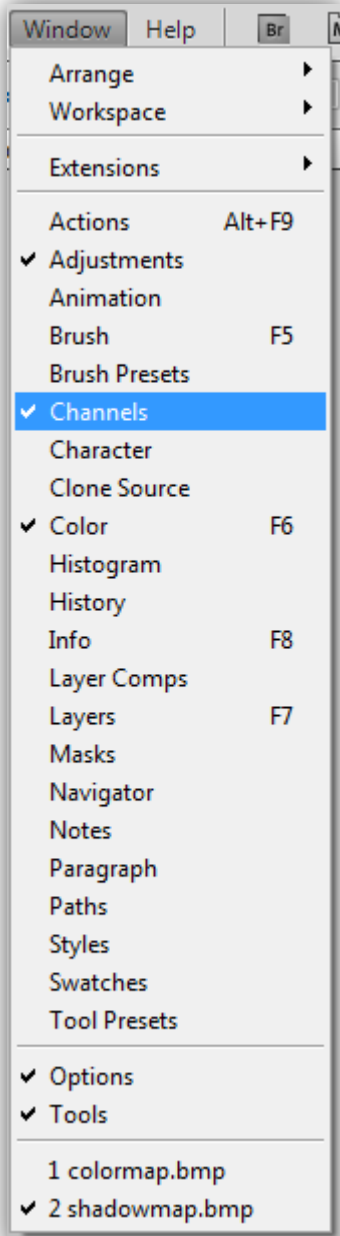 Window Help Br
Arrange
Workspace
Extensions
Actions Alt+F9
Adjustments
Animation
Brush F5
Brush Presets
Channels
Character
Clone Source
Color F6
Histogram
History
Info F8
Layer Comps
Layers F7
Masks
Navigator
Notes
Paragraph
Paths
Styles
Swatches
Tool Presets
Options
Tools
1 colormap.bmp
2 shadowmap.bmp